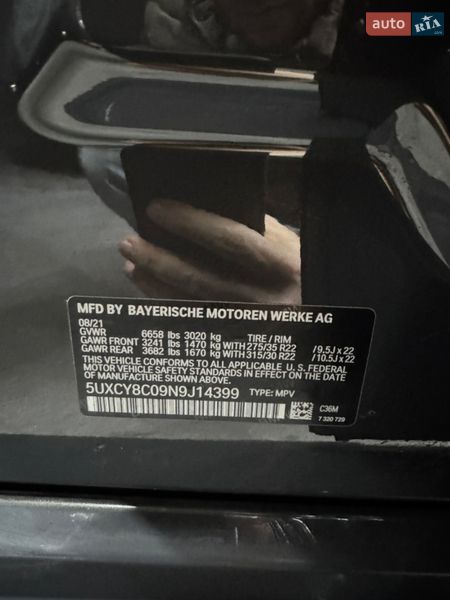 auto RIA
.com
MFD BY BAYERISCHE MOTOREN WERKE AG
08/21
GVWR 6658 lbs 3020 kg TIRE / RIM
GAWR FRONT 3241 lbs 1470 kg WITH 275/35 R22 / 9.5J x 22
GAWR REAR 3682 lbs 1670 kg WITH 315/30 R22 / 10.5J x 22
THIS VEHICLE CONFORMS TO ALL APPLICABLE U. S. FEDERAL
MOTOR VEHICLE SAFETY STANDARDS IN EFFECT ON THE DATE OF
MANUFACTURE SHOWN ABOVE.
5UXCY8C09N9J14399 TYPE: MPV
C36M
7 320 729